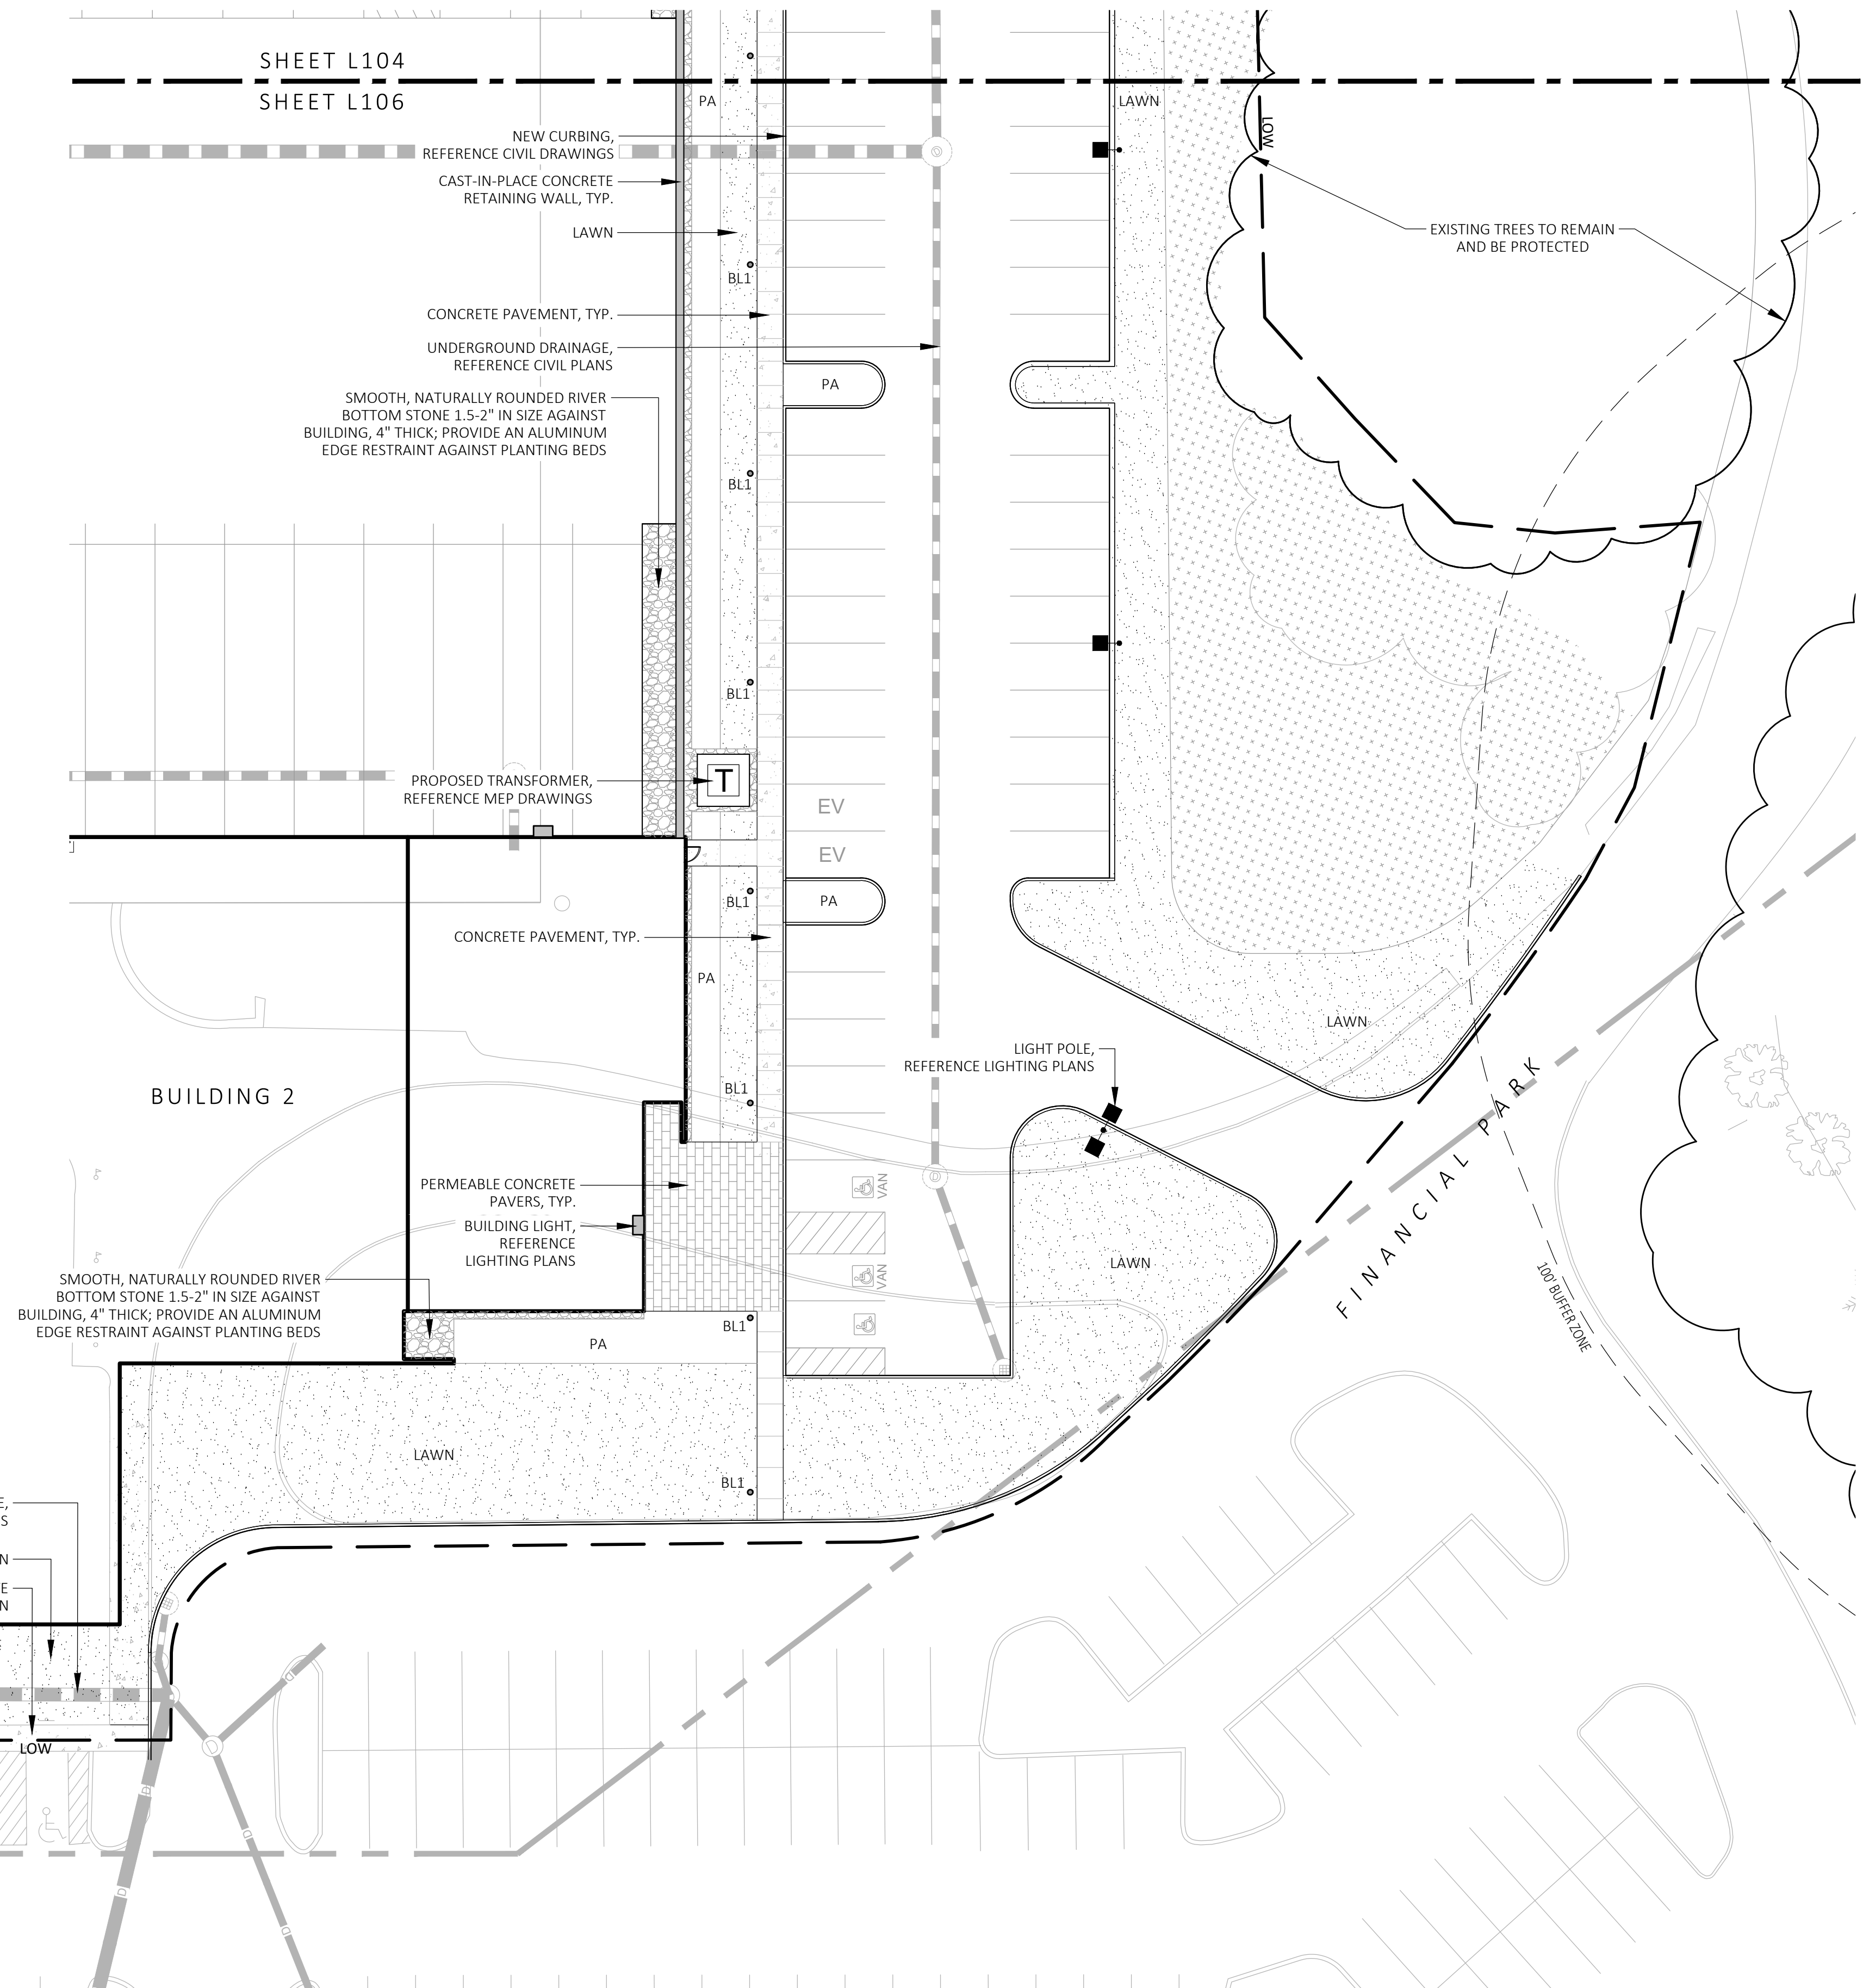 SHEET L104
SHEET L106
PA
LAWN
LOW
NEW CURBING,
REFERENCE CIVIL DRAWINGS
D
CAST-IN-PLACE CONCRETE
RETAINING WALL, TYP.
LAWN
EXISTING TREES TO REMAIN
AND BE PROTECTED
BL1
CONCRETE PAVEMENT, TYP.
UNDERGROUND DRAINAGE,
REFERENCE CIVIL PLANS
PA
SMOOTH, NATURALLY ROUNDED RIVER
BOTTOM STONE 1.5-2" IN SIZE AGAINST
BUILDING, 4" THICK; PROVIDE AN ALUMINUM
EDGE RESTRAINT AGAINST PLANTING BEDS
BL1
BL1
PROPOSED TRANSFORMER,
REFERENCE MEP DRAWINGS
T
EV
EV
BL1
PA
CONCRETE PAVEMENT, TYP.
PA
LAWN
LIGHT POLE,
REFERENCE LIGHTING PLANS
BUILDING 2
BL1
FINANCIAL PARK
PERMEABLE CONCRETE
PAVERS, TYP.
VAN
D
BUILDING LIGHT,
REFERENCE
LIGHTING PLANS
VAN
LAWN
100' BUFFER ZONE
SMOOTH, NATURALLY ROUNDED RIVER
BOTTOM STONE 1.5-2" IN SIZE AGAINST
BUILDING, 4" THICK; PROVIDE AN ALUMINUM
EDGE RESTRAINT AGAINST PLANTING BEDS
BL1
PA
LAWN
BL1
E,
S
N
E
N
D
LOW
D
D
D
D
D